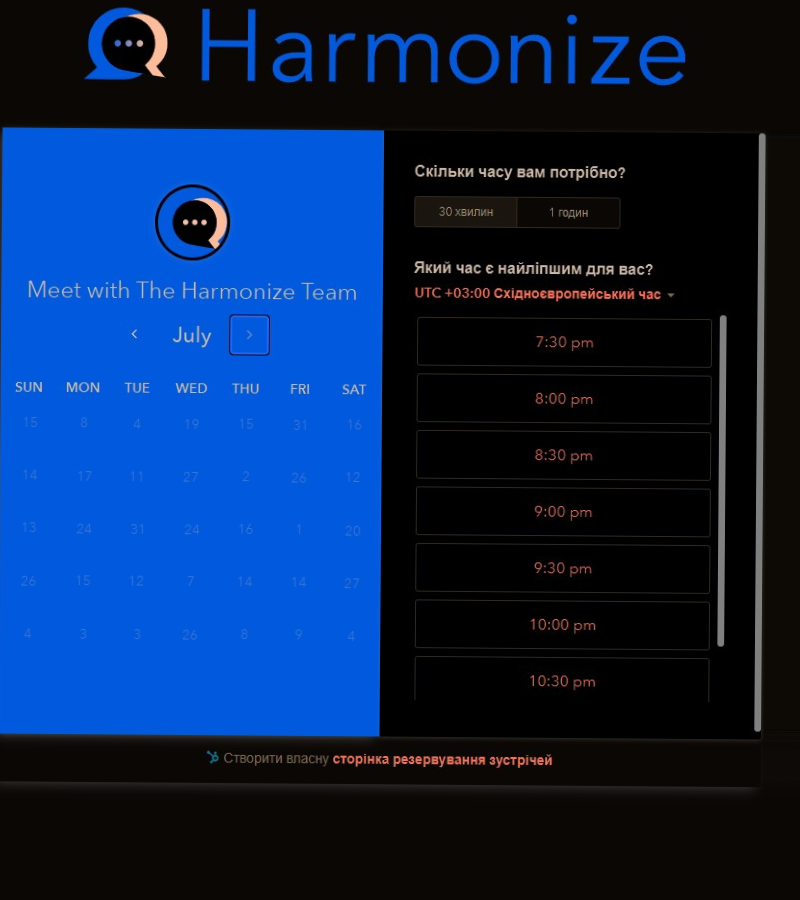 Harmonize
Meet with The Harmonize Team
July
SUN MON TUE WED THU FRI SAT
15 8 4 19 15 31 16
14 17 11 27 2 26 12
13 24 31 24 16 1 20
26 15 12 7 14 14 27
4 3 3 26 8 9 4
Скільки часу вам потрібно?
30 хвилин 1 годин
Який час є найліпшим для вас?
UTC +03:00 Східноєвропейський час
7:30 pm
8:00 pm
8:30 pm
9:00 pm
9:30 pm
10:00 pm
10:30 pm
Створити власну сторінка резервування зустрічей